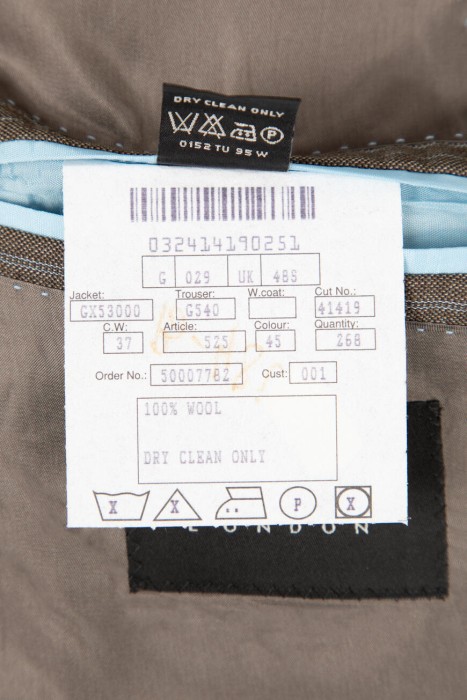 DRY CLEAN ONLY
P
0152 TU 95 W
032414190251
G 029 UK 48S
Jacket: Trouser: W.coat: Cut No.:
GX53000 G540 41419
C.W: Article: Colour: Quantity:
37 525 45 268
Order No.: 50007782 Cust: 001
100% WOOL
DRY CLEAN ONLY
X X P X
LONDON